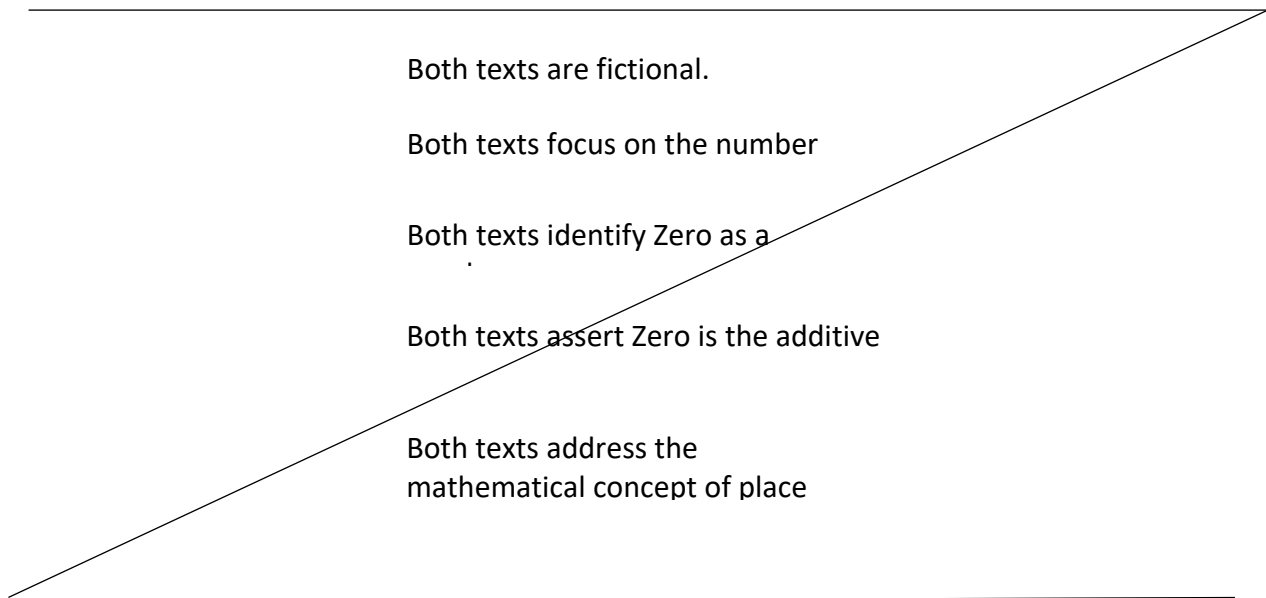 Both texts are fictional.
Both texts focus on the number
Both texts identify Zero as a
Both texts assert Zero is the additive
Both texts address the
mathematical concept of place